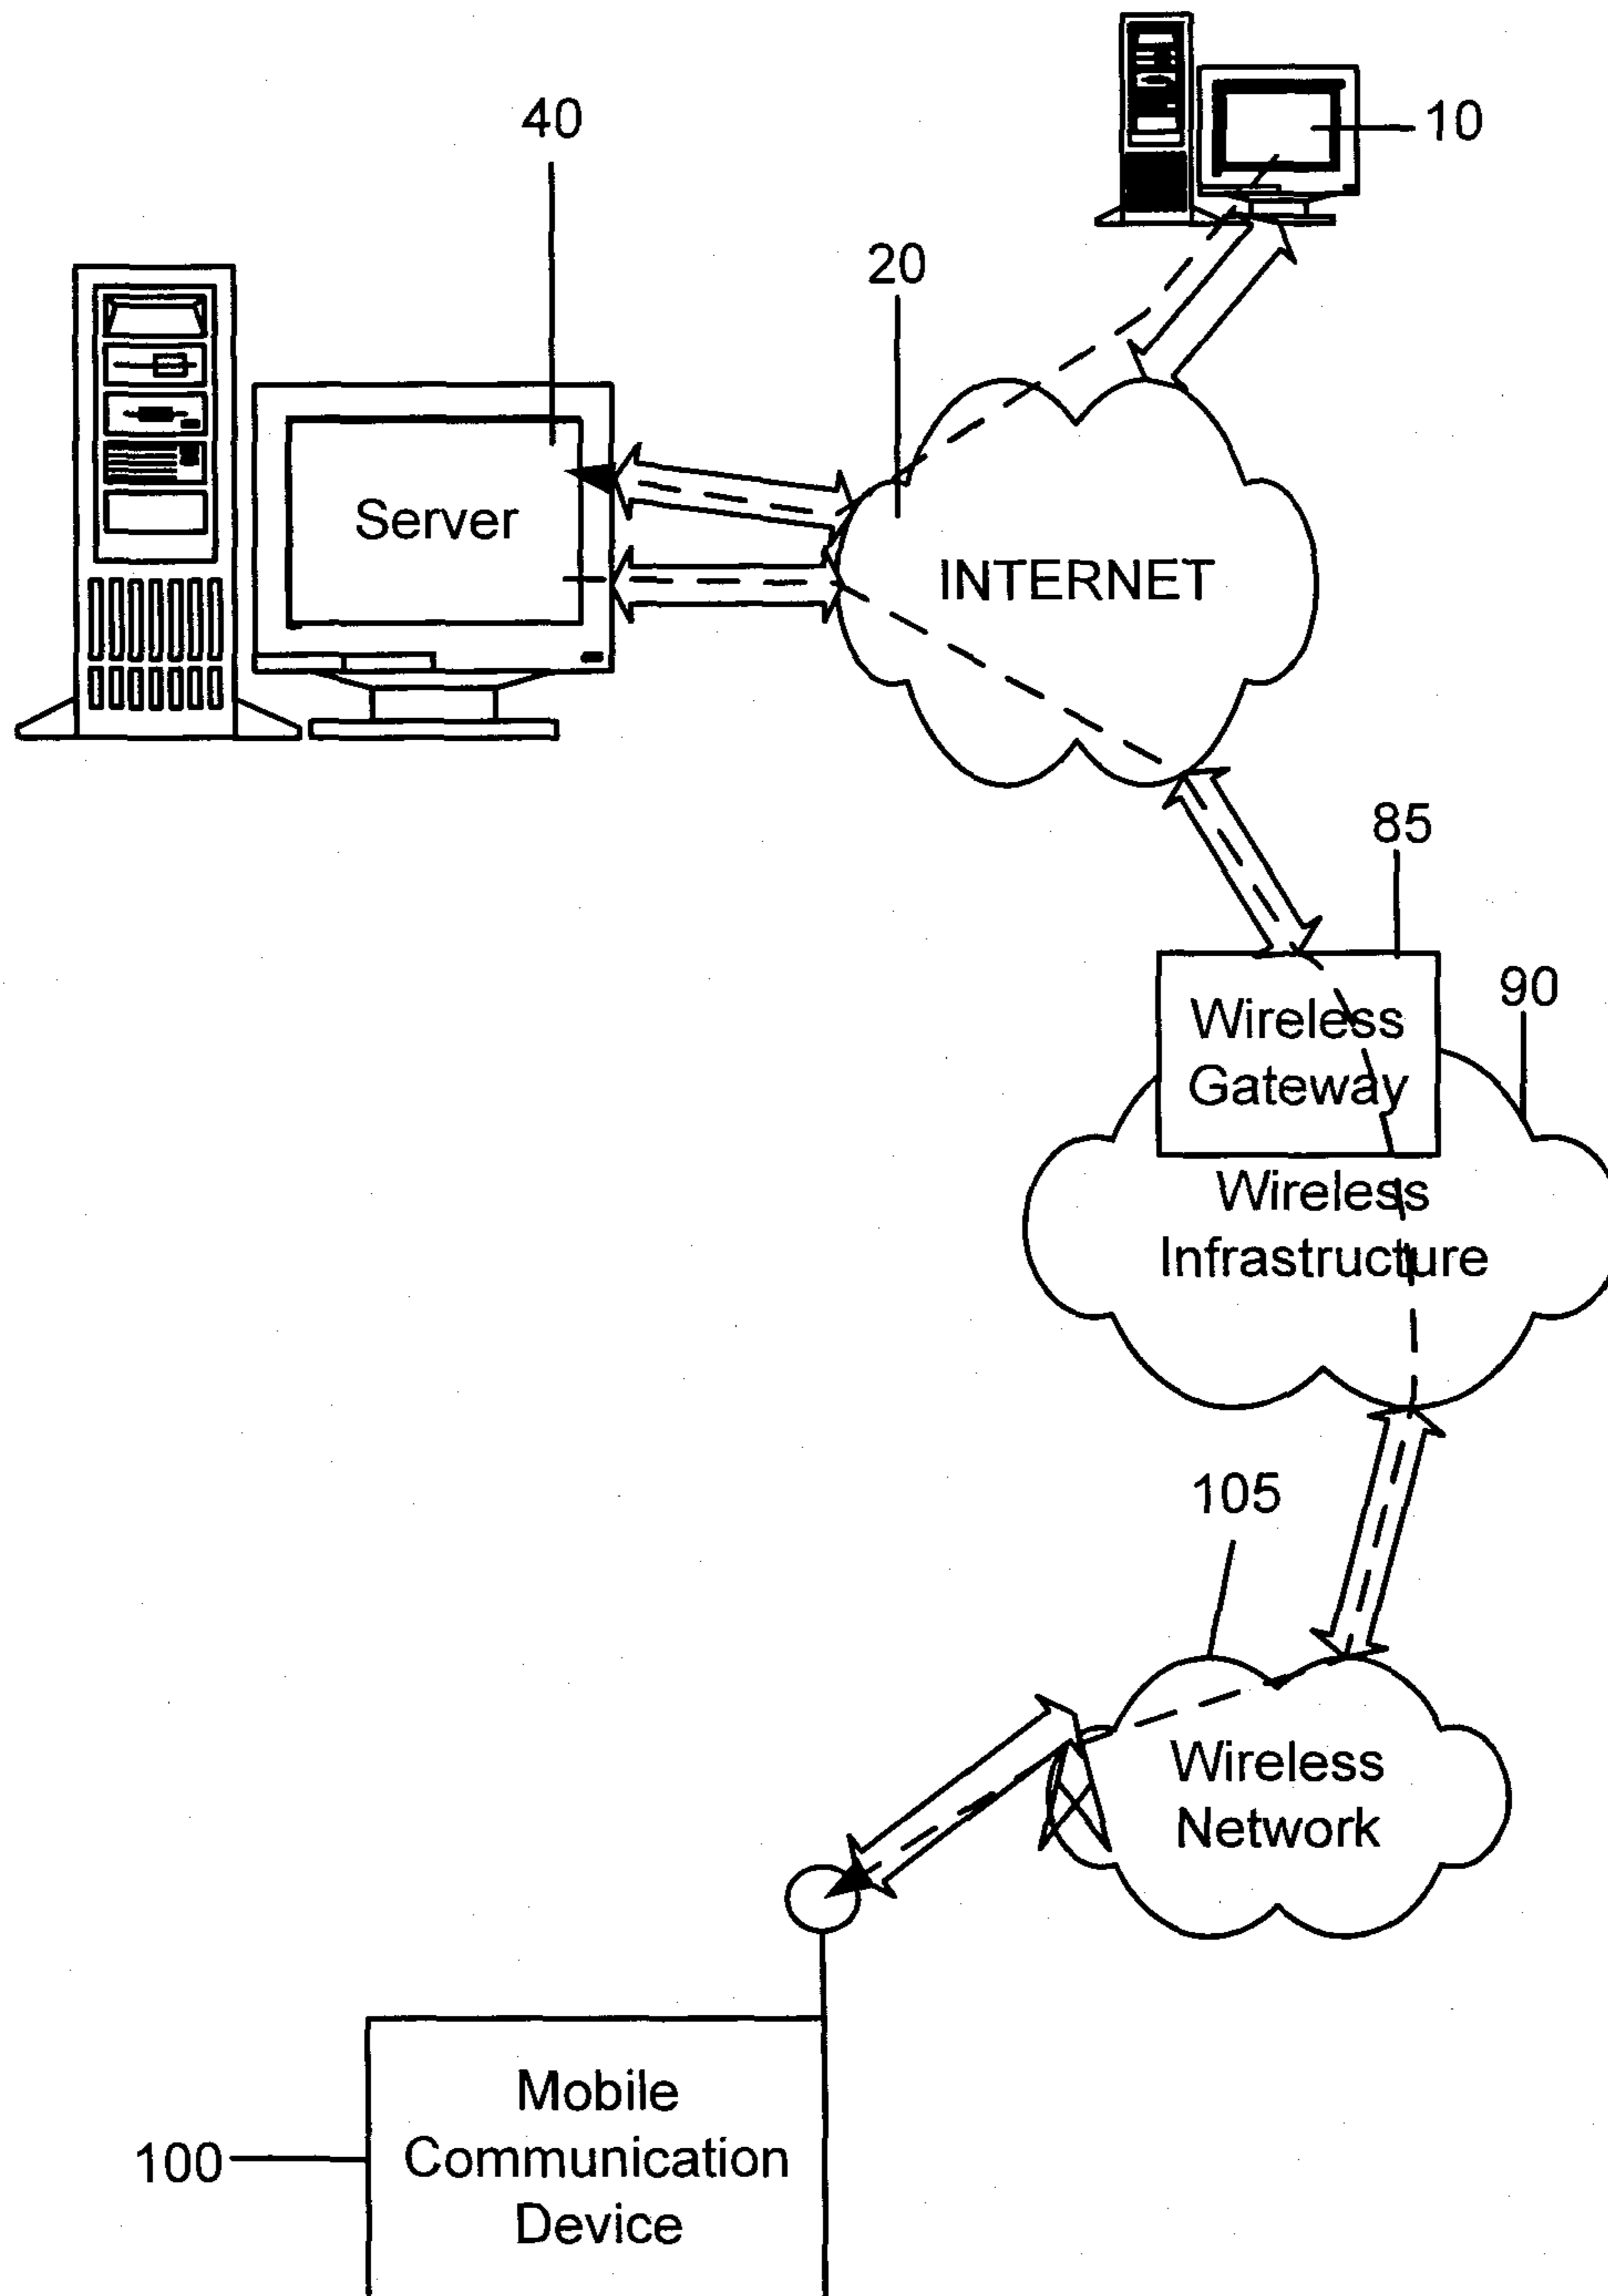 10
40
20
Server
INTERNET
85
90
Wireless
Gateway
Wireless
Infrastructure
105
Wireless
Network
Mobile
Communication
Device
100